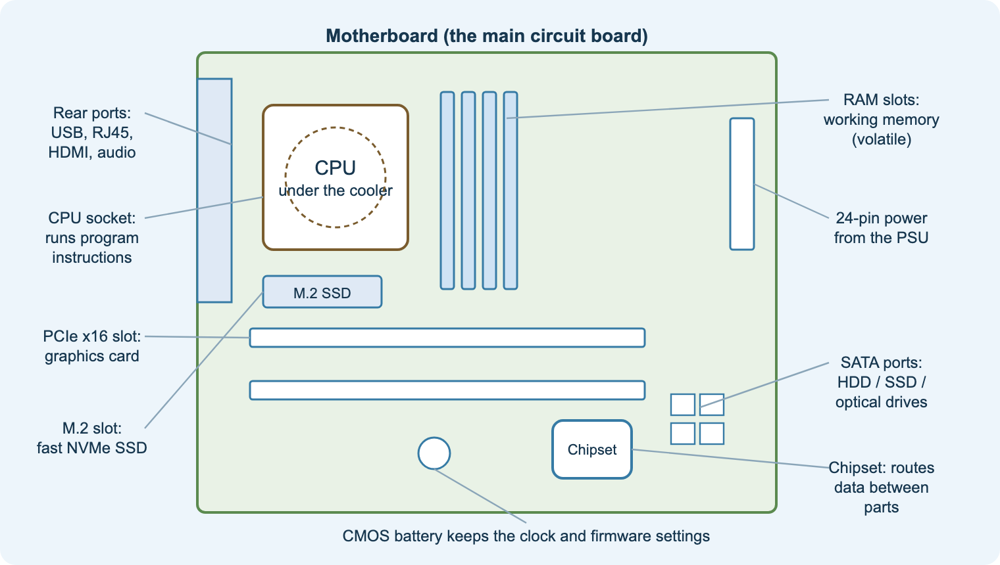 Motherboard (the main circuit board)
Rear ports:
USB, RJ45,
HDMI, audio
CPU socket:
runs program
instructions
PCIe x16 slot:
graphics card
M.2 slot:
fast NVMe SSD
CPU
under the cooler
M.2 SSD
Chipset
RAM slots:
working memory
(volatile)
24-pin power
from the PSU
SATA ports:
HDD / SSD /
optical drives
Chipset: routes
data between
parts
CMOS battery keeps the clock and firmware settings